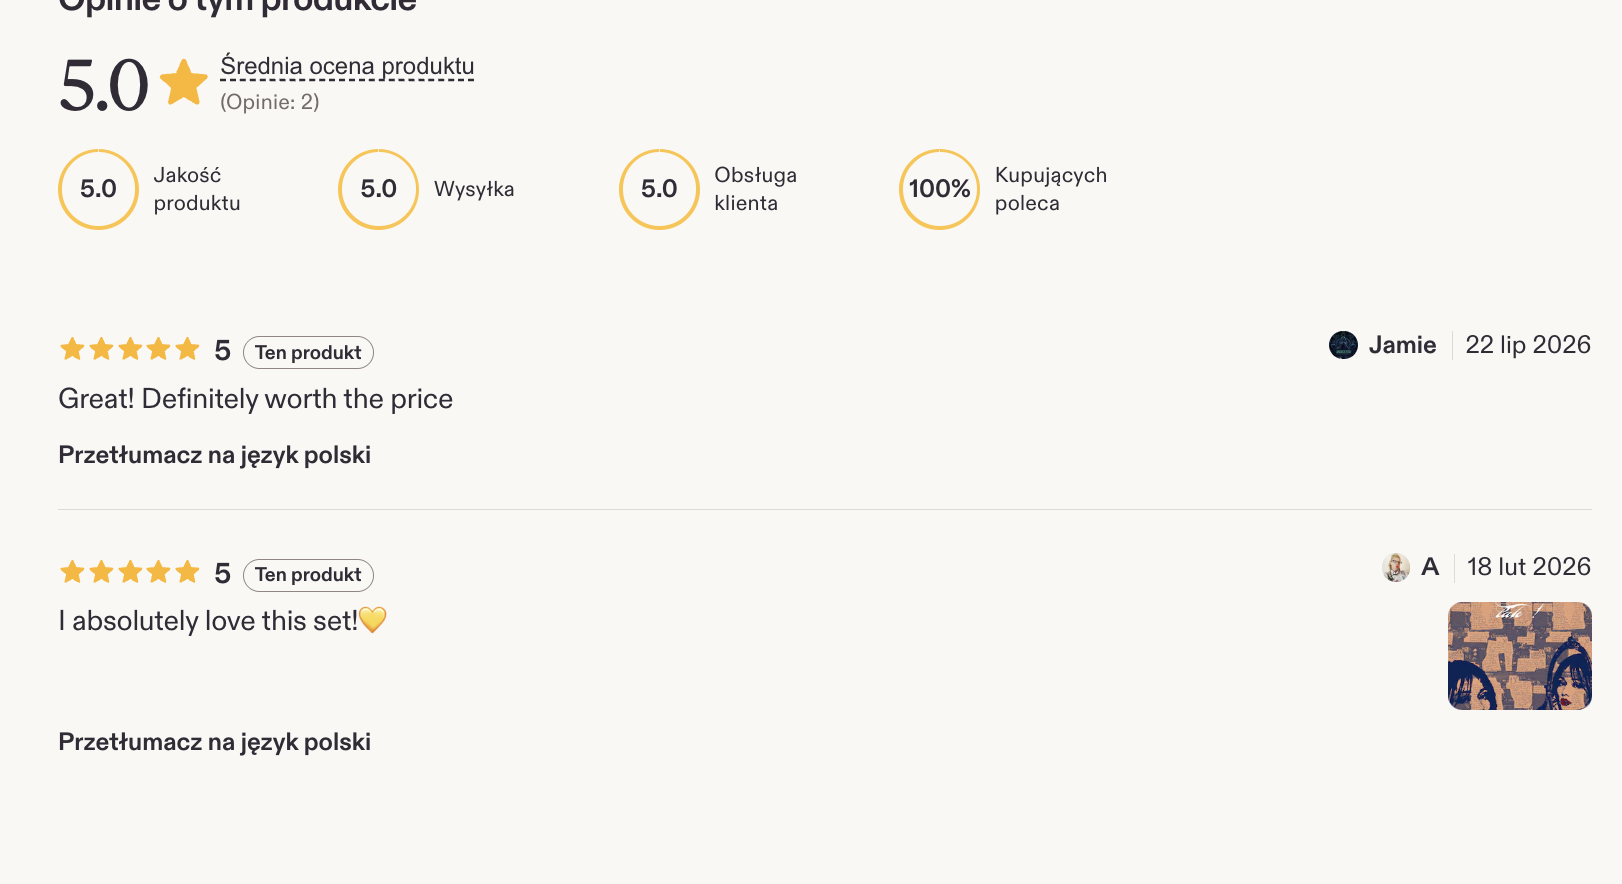 Opinie o tym produkcie
5.0
Średnia ocena produktu
(Opinie: 2)
5.0
Jakość
produktu
5.0
Wysyłka
5.0
Obsługa
klienta
100%
Kupujących
poleca
5 Ten produkt
Jamie 22 lip 2026
Great! Definitely worth the price
Przetłumacz na język polski
5 Ten produkt
A 18 lut 2026
I absolutely love this set!💛
Przetłumacz na język polski